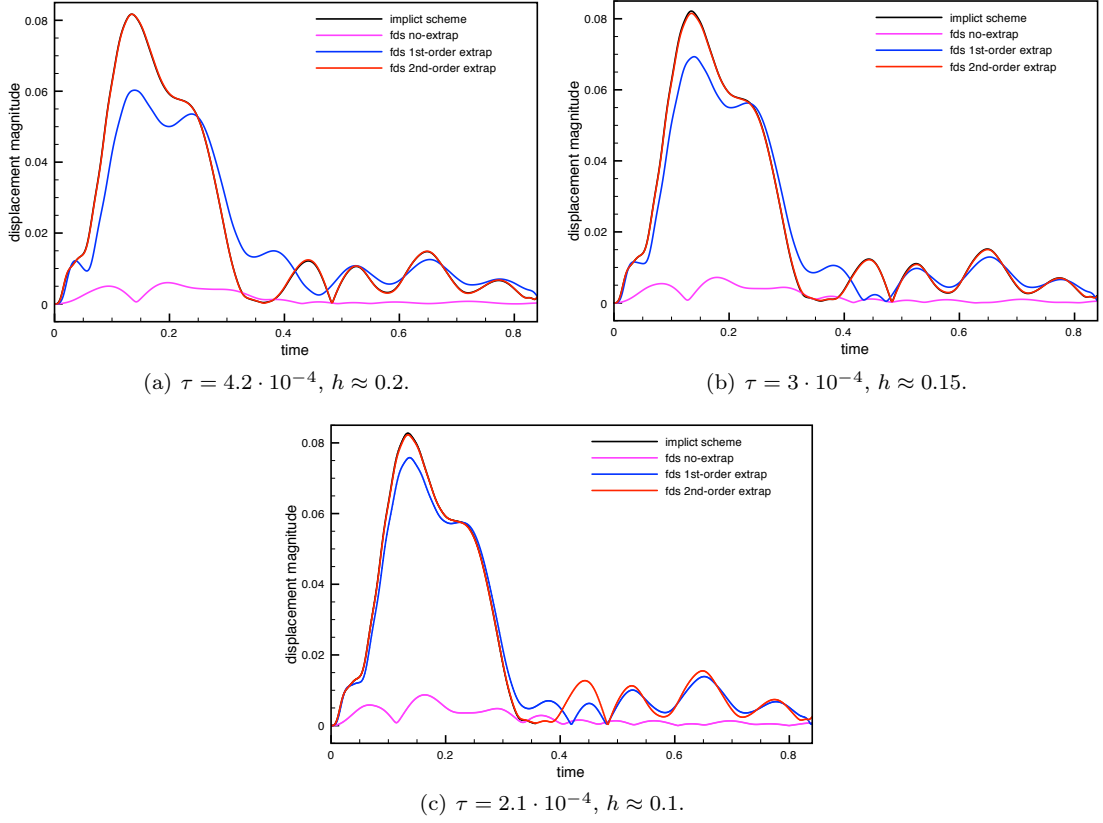 displacement magnitude
0.08
0.06
0.04
0.02
0
0
0.2
0.4
0.6
0.8
time
implict scheme
fds no-extrap
fds 1st-order extrap
fds 2nd-order extrap
(a) τ = 4.2 · 10⁻⁴, h ≈ 0.2.
displacement magnitude
0.08
0.06
0.04
0.02
0
0
0.2
0.4
0.6
0.8
time
implict scheme
fds no-extrap
fds 1st-order extrap
fds 2nd-order extrap
(b) τ = 3 · 10⁻⁴, h ≈ 0.15.
displacement magnitude
0.08
0.06
0.04
0.02
0
0
0.2
0.4
0.6
0.8
time
implict scheme
fds no-extrap
fds 1st-order extrap
fds 2nd-order extrap
(c) τ = 2.1 · 10⁻⁴, h ≈ 0.1.